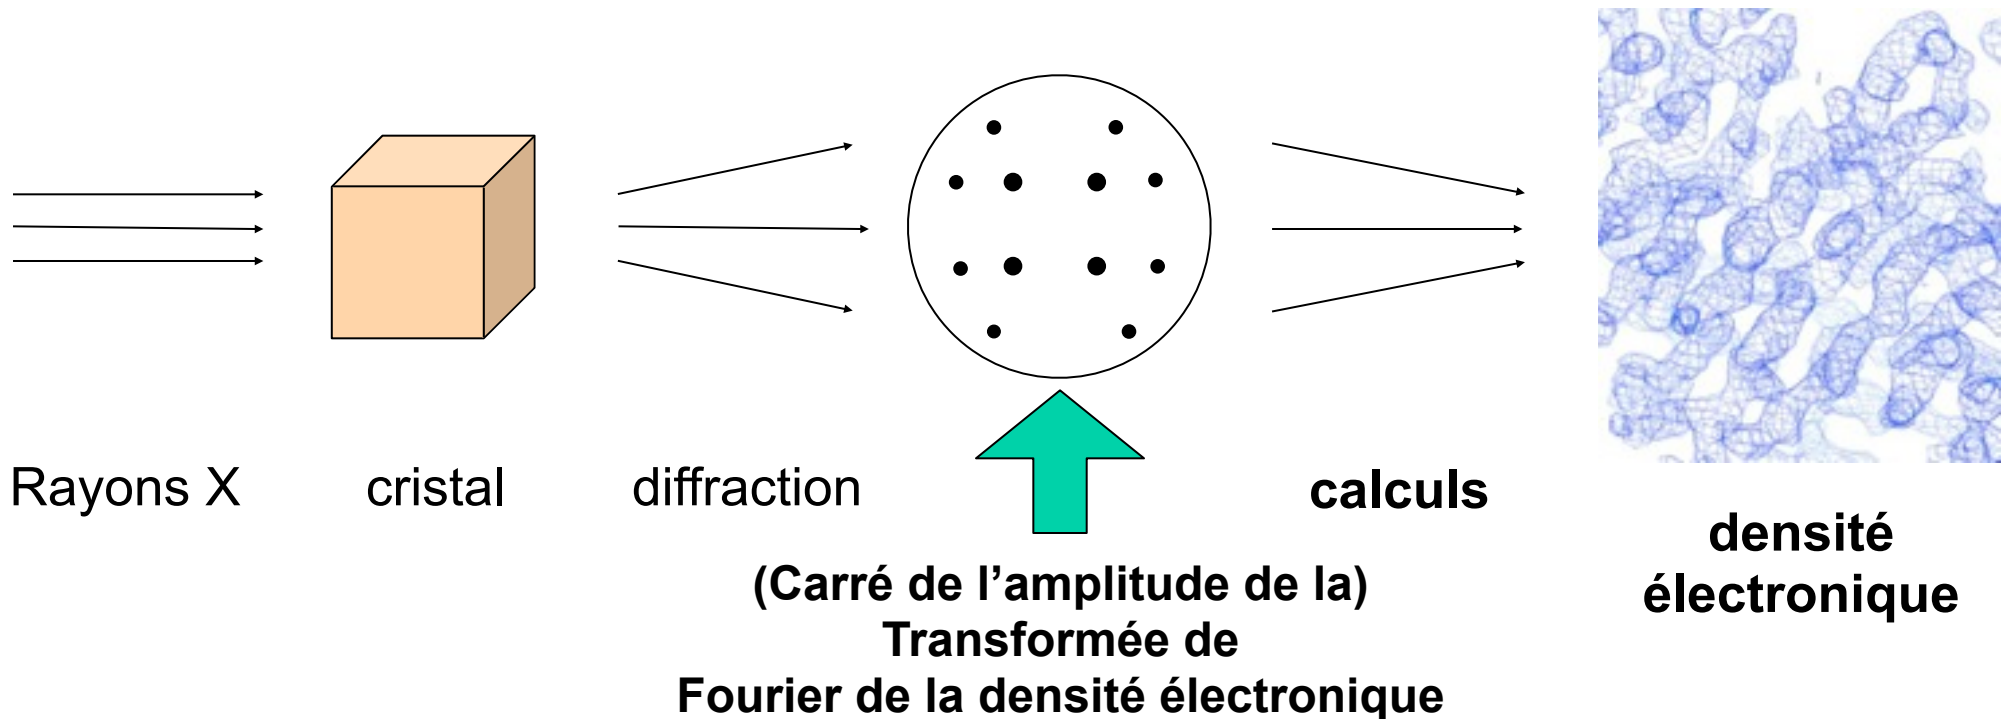 Rayons X
cristal
diffraction
calculs
densité
électronique
(Carré de l’amplitude de la)
Transformée de
Fourier de la densité électronique